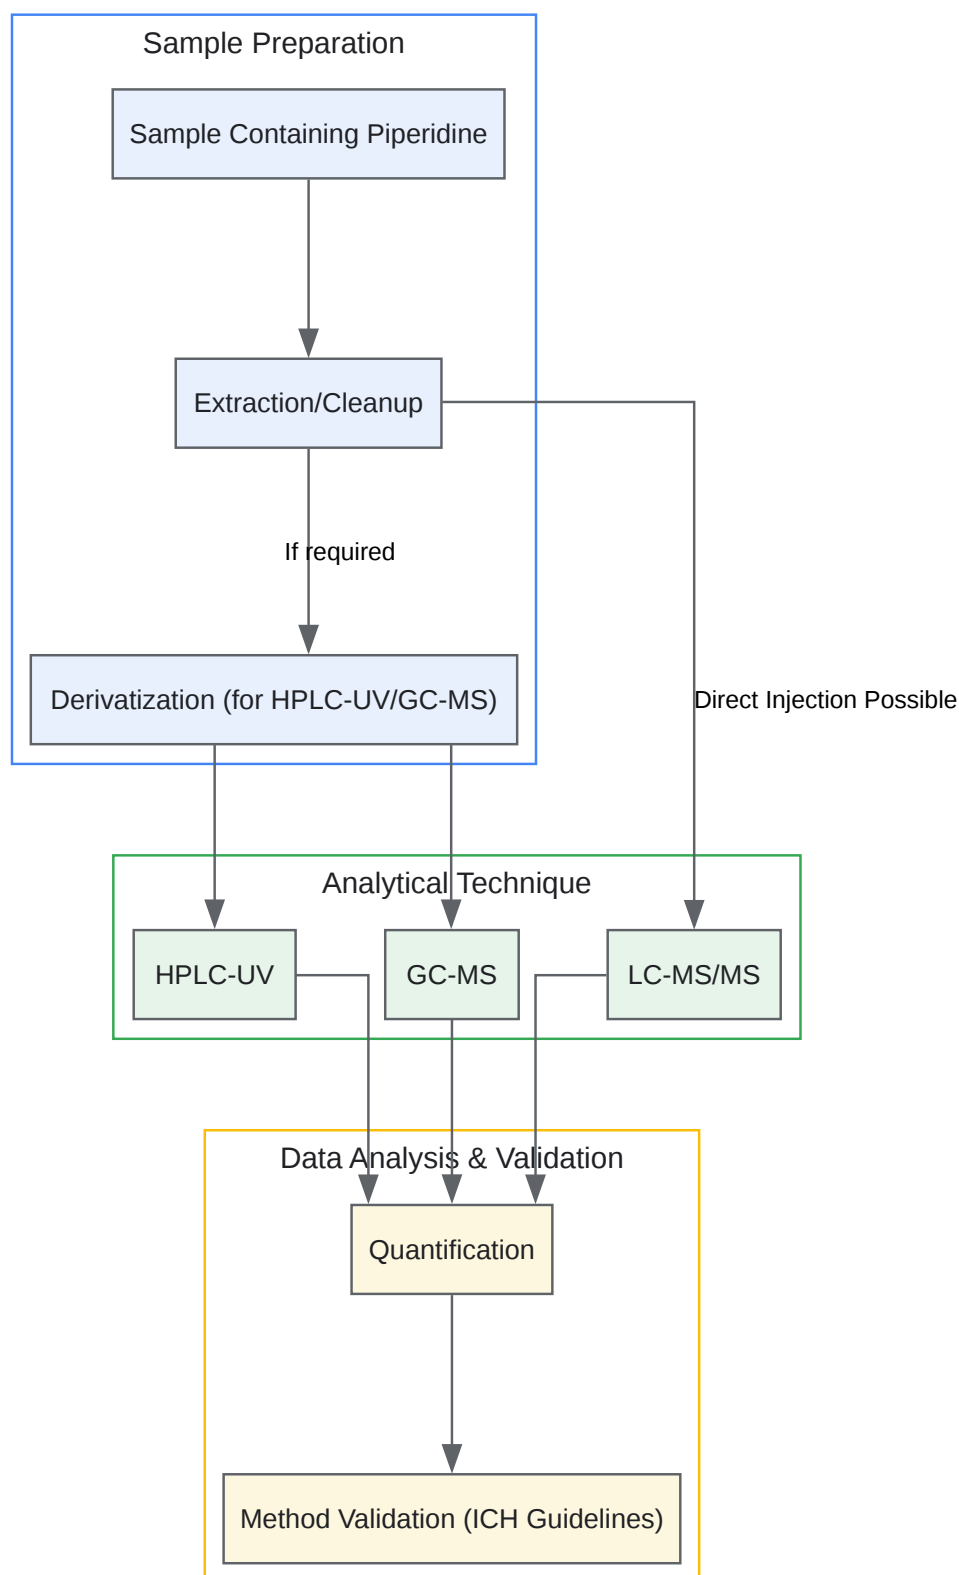 Sample Preparation
Sample Containing Piperidine
Extraction/Cleanup
If required
Derivatization (for HPLC-UV/GC-MS)
Direct Injection Possible
Analytical Technique
HPLC-UV
GC-MS
LC-MS/MS
Data Analysis & Validation
Quantification
Method Validation (ICH Guidelines)